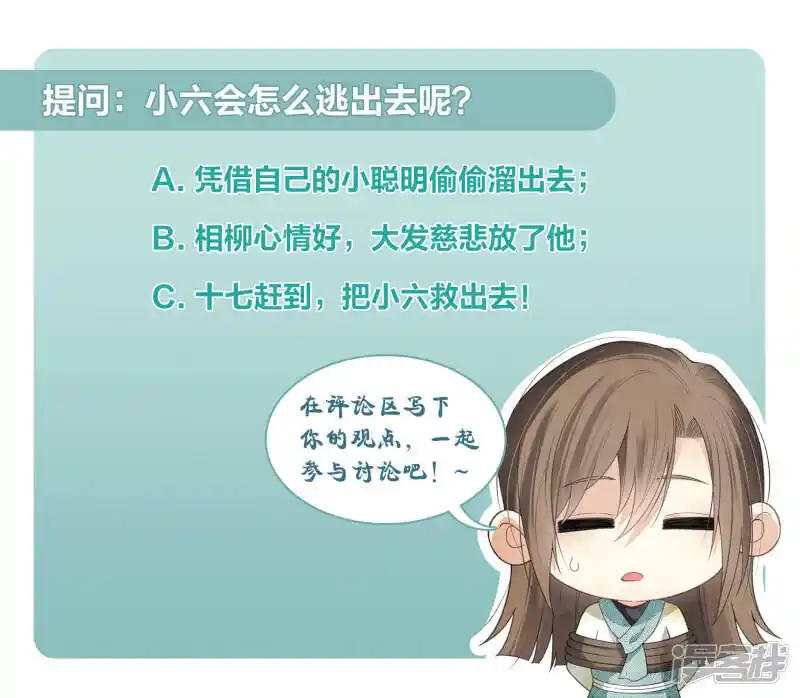 提问：小六会怎么逃出去呢？
A. 凭借自己的小聪明偷偷溜出去；
B. 相柳心情好，大发慈悲放了他；
C. 十七赶到，把小六救出去！
在评论区写下
你的观点，一起
参与讨论吧！~
漫客栈